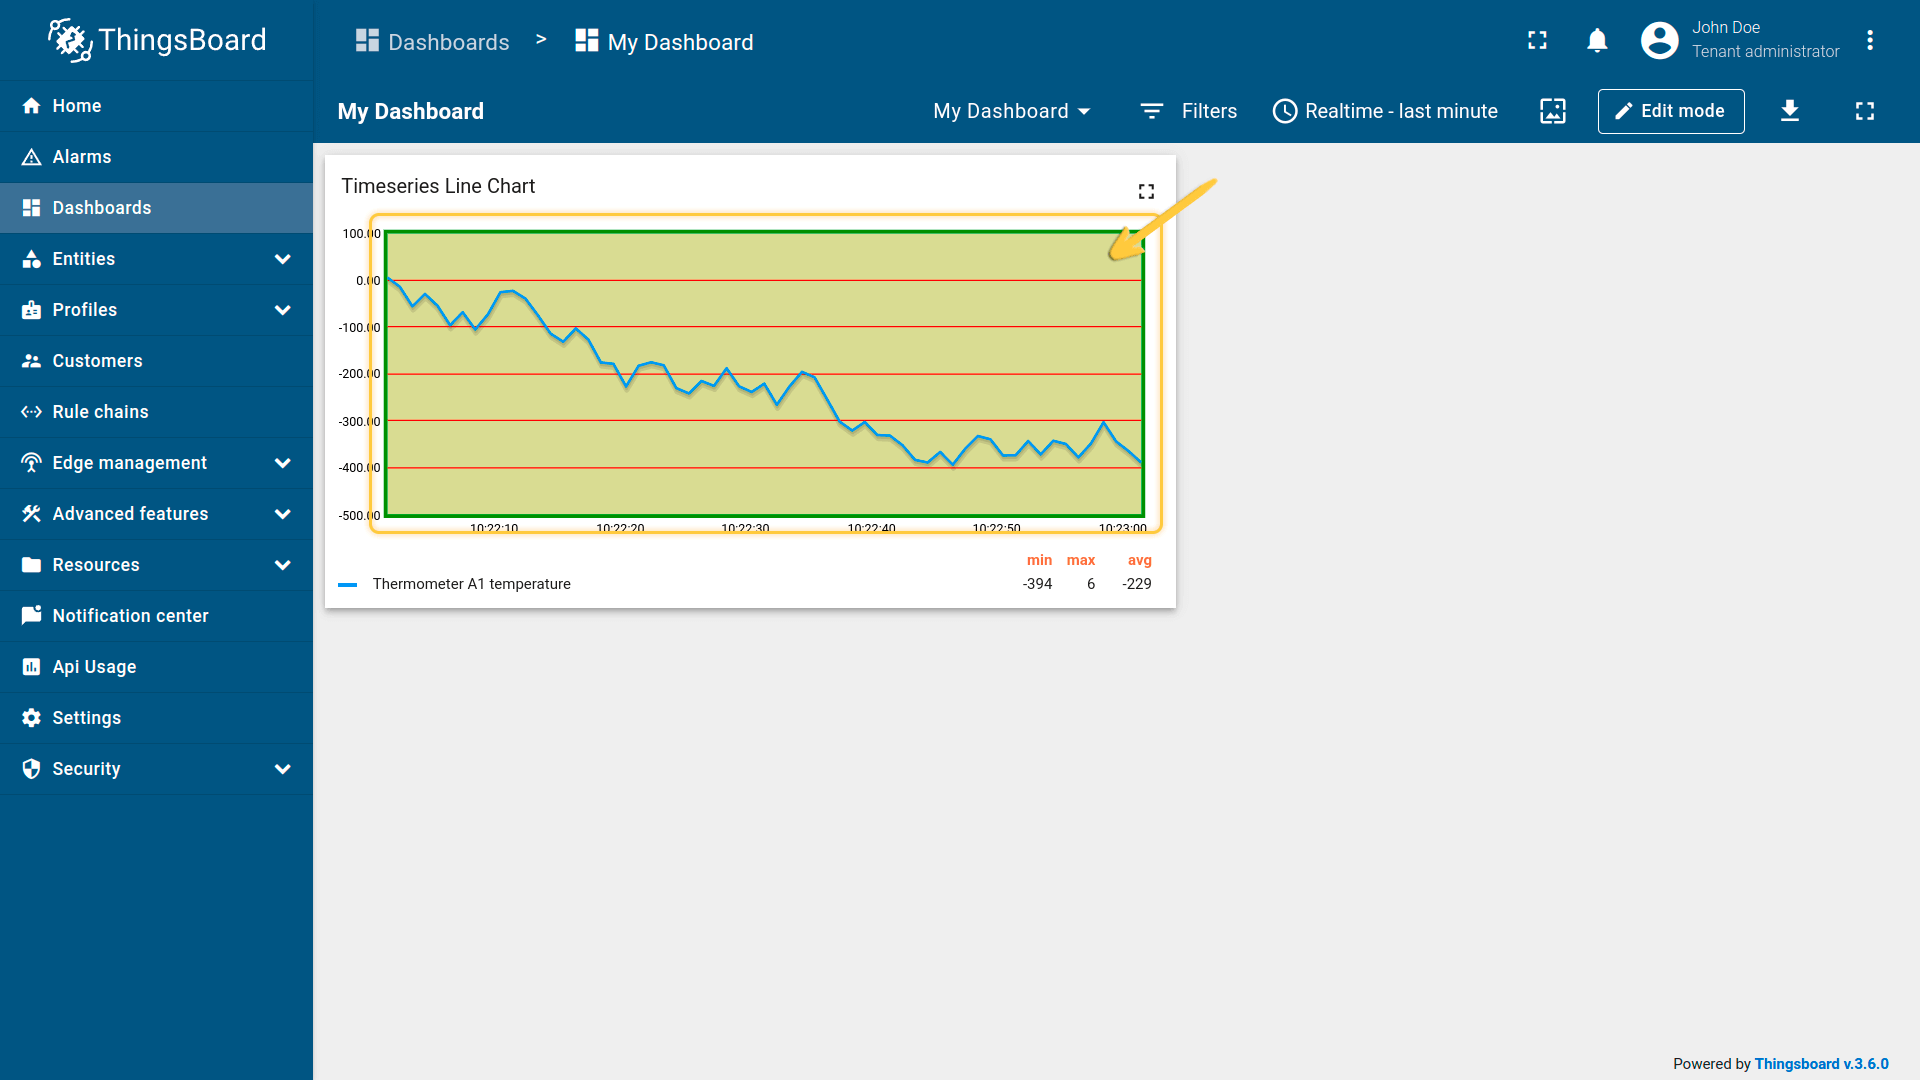 ThingsBoard
Dashboards > My Dashboard
John Doe
Tenant administrator
My Dashboard
My Dashboard
Filters
Realtime - last minute
Edit mode
Home
Alarms
Dashboards
Entities
Profiles
Customers
Rule chains
Edge management
Advanced features
Resources
Notification center
Api Usage
Settings
Security
Timeseries Line Chart
100.00
0.00
-100.00
-200.00
-300.00
-400.00
-500.00
10:22:10 10:22:20 10:22:30 10:22:40 10:22:50 10:23:00
min max avg
Thermometer A1 temperature -394 6 -229
Powered by Thingsboard v.3.6.0